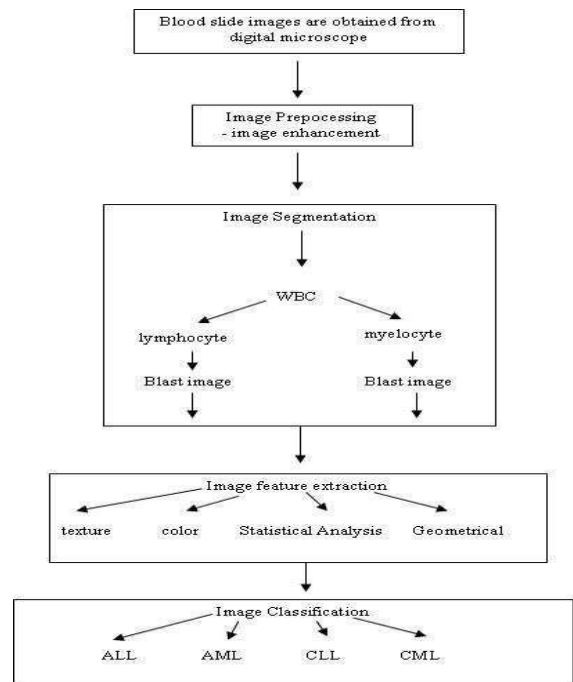 Blood slide images are obtained from
digital microscope
Image Prepocessing
- image enhancement
Image Segmentation
WBC
lymphocyte
myelocyte
Blast image
Blast image
Image feature extraction
texture color Statistical Analysis Geometrical
Image Classification
ALL AML CLL CML